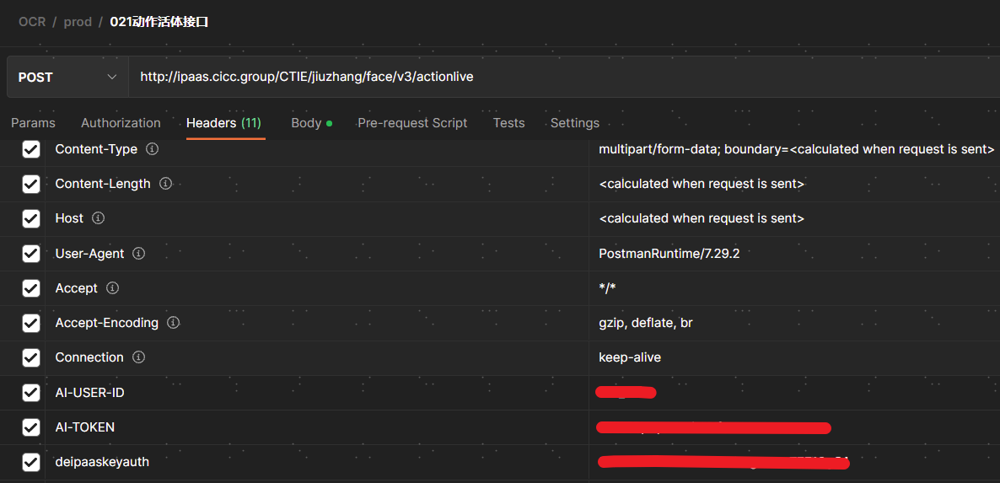 OCR / prod / 021动作活体接口
POST http://ipaas.cicc.group/CTIE/jiuzhang/face/v3/actionlive
Params Authorization Headers (11) Body Pre-request Script Tests Settings
Content-Type multipart/form-data; boundary=<calculated when request is sent>
Content-Length <calculated when request is sent>
Host <calculated when request is sent>
User-Agent PostmanRuntime/7.29.2
Accept */*
Accept-Encoding gzip, deflate, br
Connection keep-alive
AI-USER-ID
AI-TOKEN
deipaaskeyauth